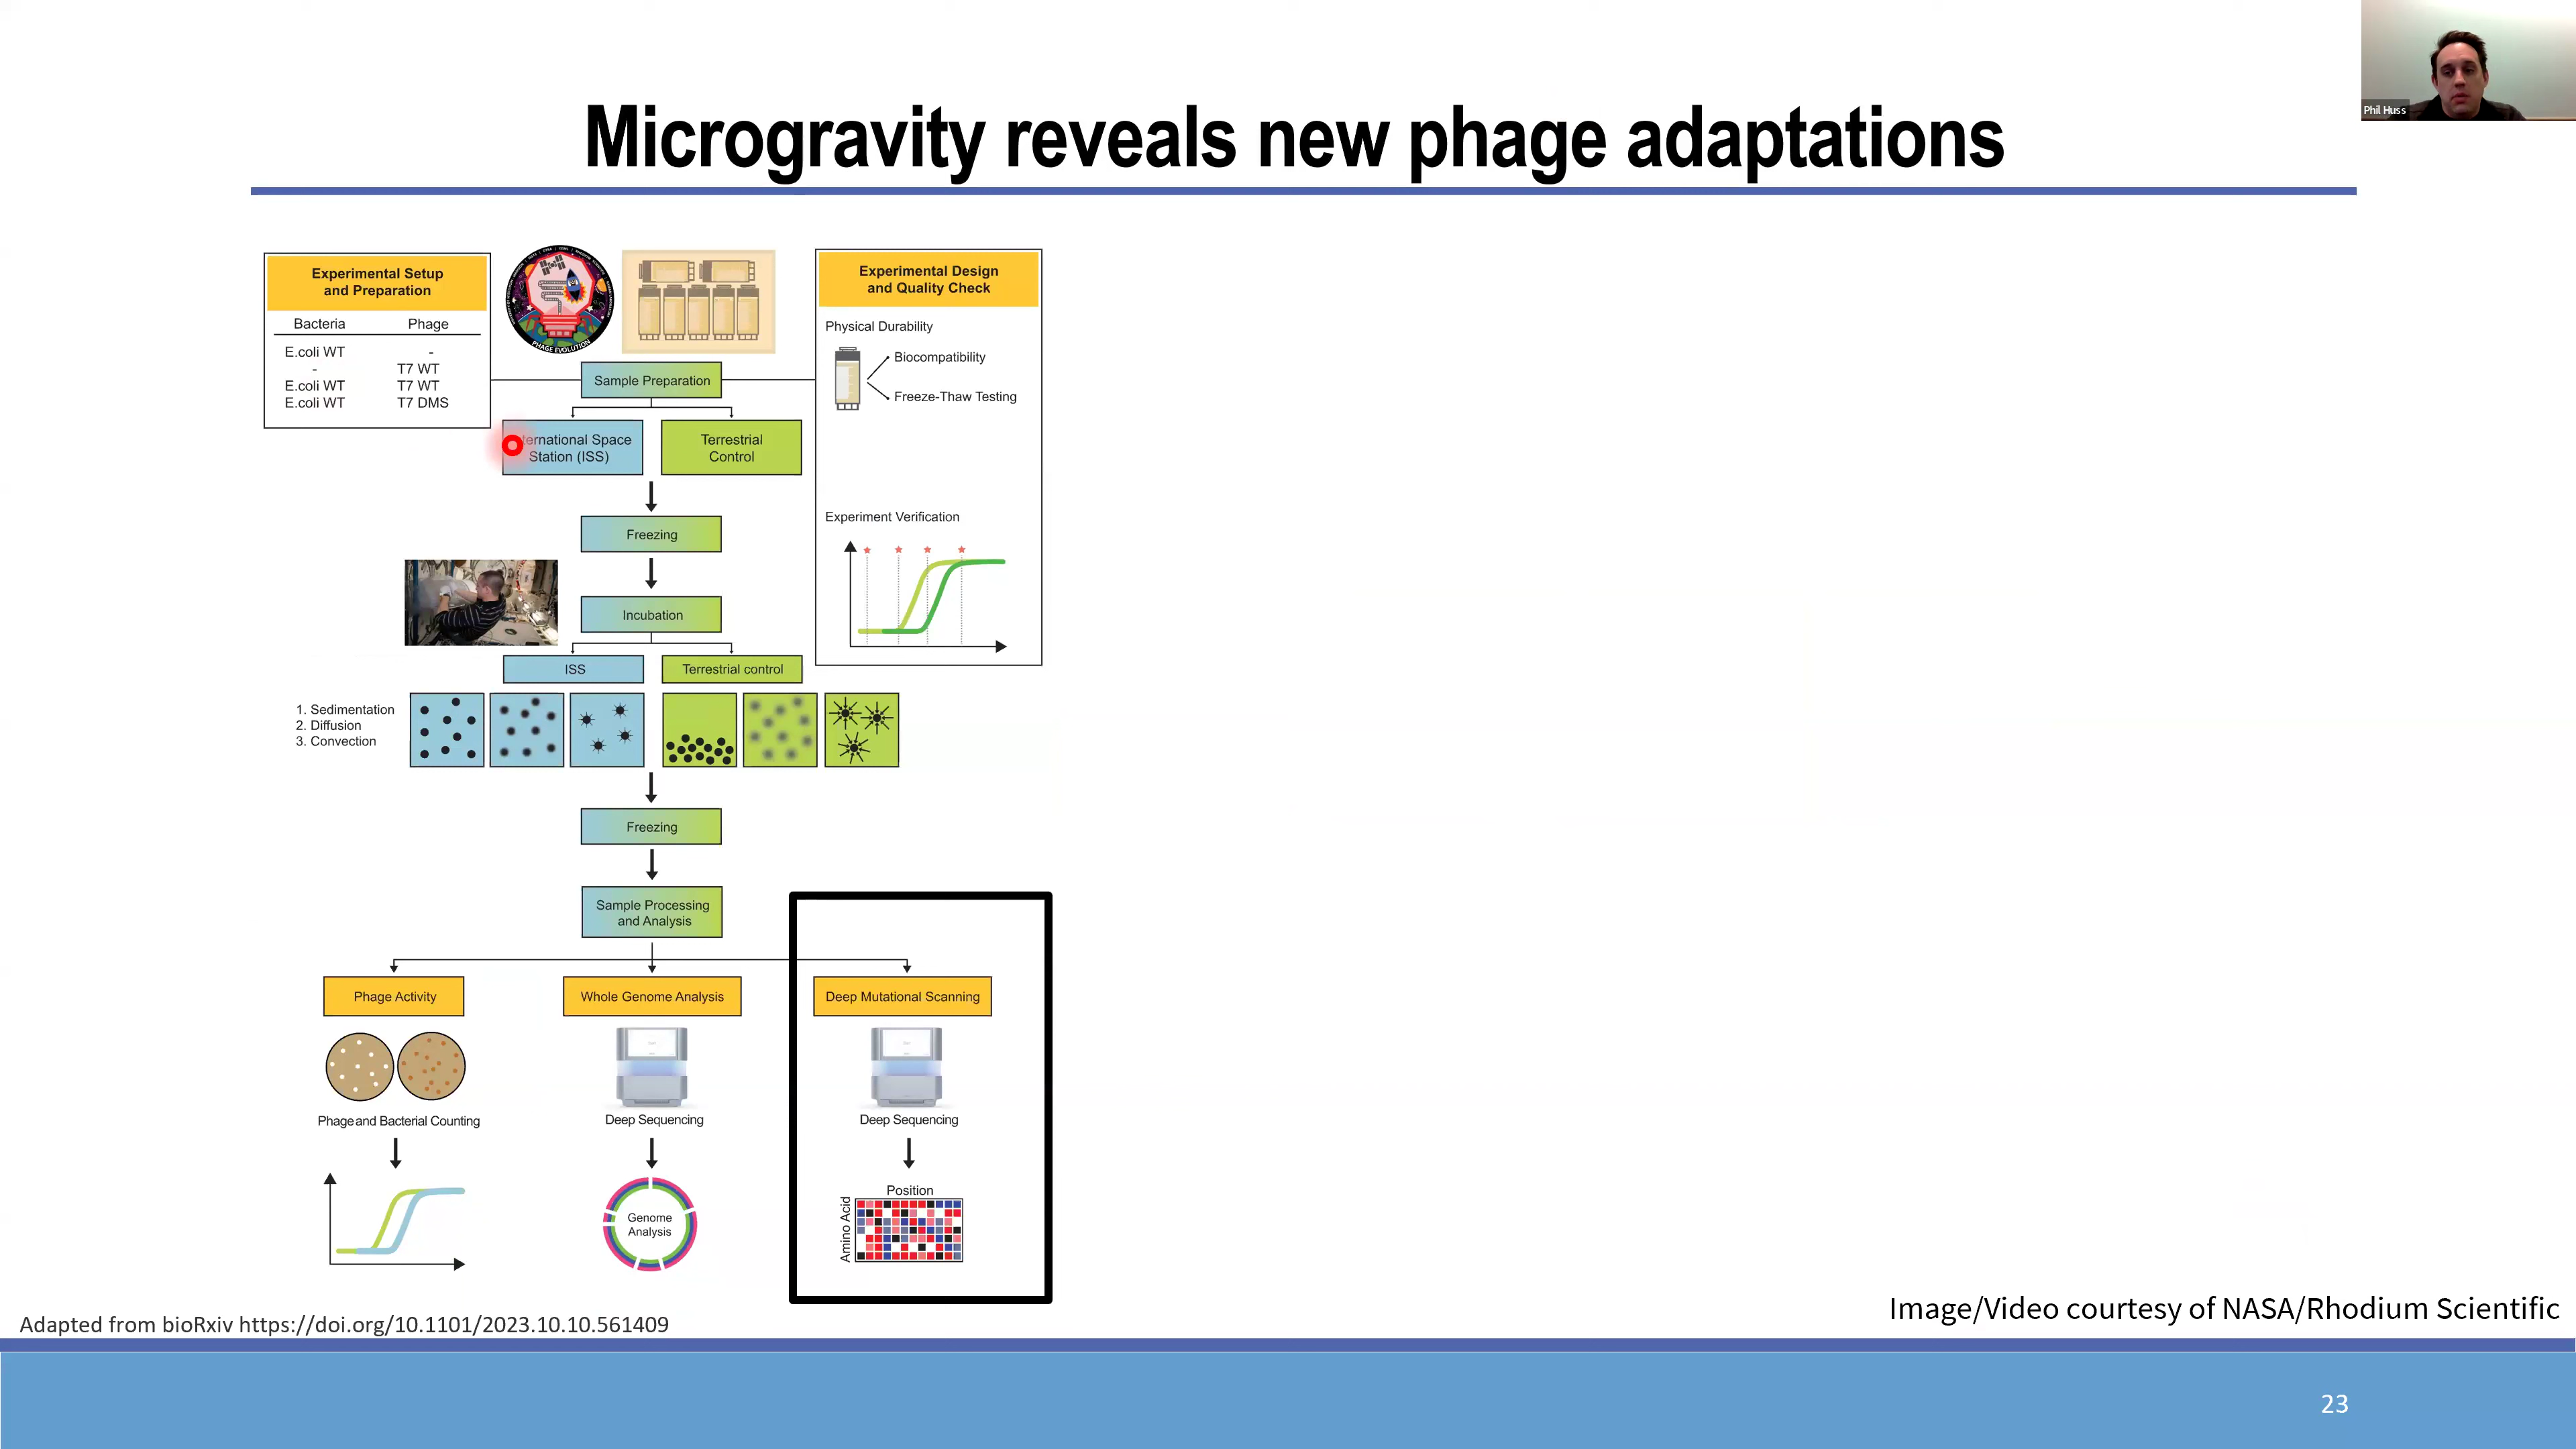 Phil Huss
Microgravity reveals new phage adaptations
Experimental Setup
and Preparation
Bacteria Phage
E.coli WT -
- T7 WT
E.coli WT T7 WT
E.coli WT T7 DMS
PHAGE EVOLUTION
Experimental Design
and Quality Check
Physical Durability
Biocompatibility
Freeze-Thaw Testing
Experiment Verification
Sample Preparation
ternational Space
Station (ISS)
Terrestrial
Control
Freezing
Incubation
ISS
Terrestrial control
1. Sedimentation
2. Diffusion
3. Convection
Freezing
Sample Processing
and Analysis
Phage Activity
Whole Genome Analysis
Deep Mutational Scanning
Phage and Bacterial Counting
Deep Sequencing
Deep Sequencing
Genome
Analysis
Position
Amino Acid
Image/Video courtesy of NASA/Rhodium Scientific
Adapted from bioRxiv https://doi.org/10.1101/2023.10.10.561409
23